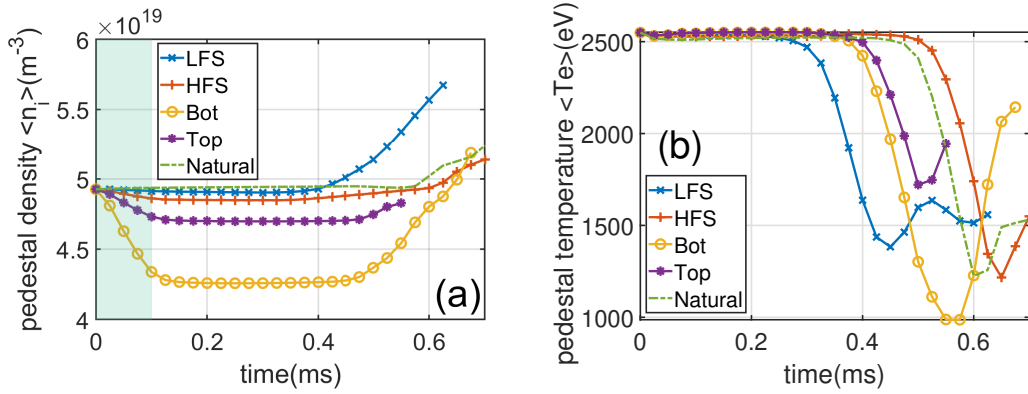 × 10^19
6
5.5
5
4.5
4
pedestal density <n_i>(m^-3)
LFS
HFS
Bot
Top
Natural
(a)
0
0.2
0.4
0.6
time(ms)
2500
2000
1500
1000
pedestal temperature <Te>(eV)
(b)
LFS
HFS
Bot
Top
Natural
0
0.2
0.4
0.6
time(ms)